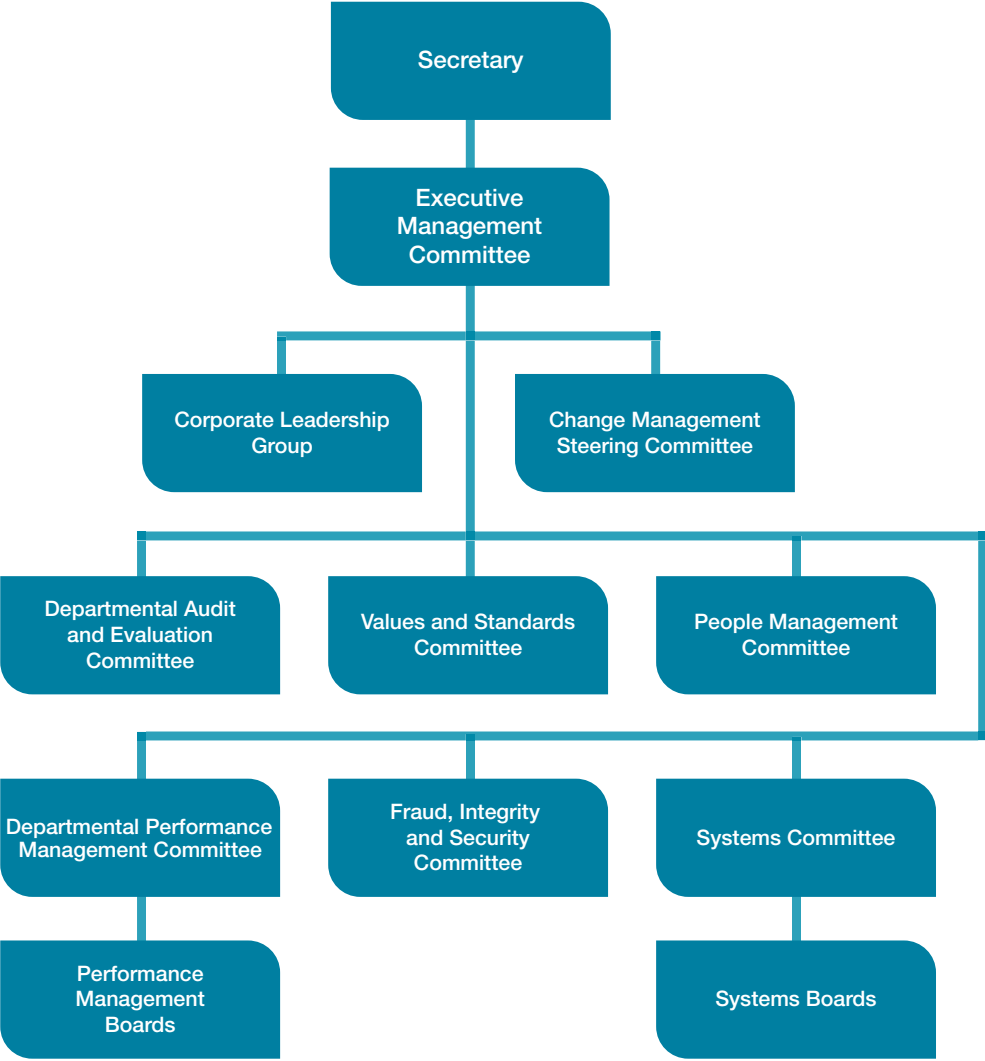 Secretary
Executive
Management
Committee
Corporate Leadership
Group
Change Management
Steering Committee
Departmental Audit
and Evaluation
Committee
Values and Standards
Committee
People Management
Committee
Departmental Performance
Management Committee
Fraud, Integrity
and Security
Committee
Systems Committee
Performance
Management
Boards
Systems Boards